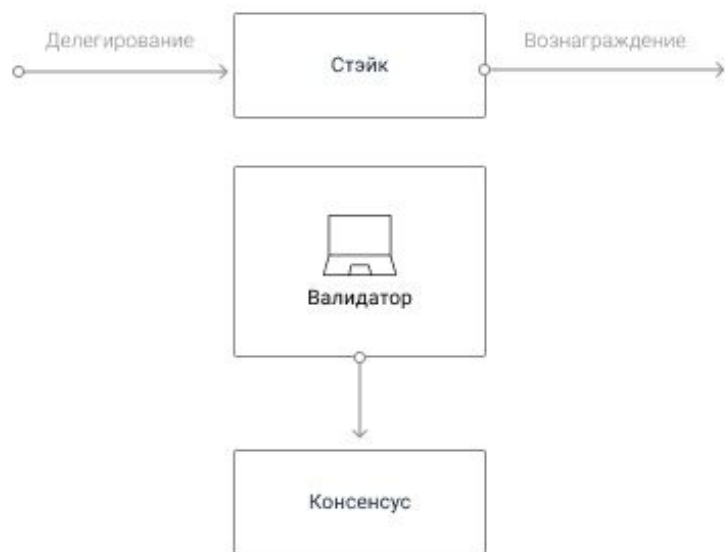 Делегирование
Стэйк
Вознаграждение
Валидатор
Консенсус